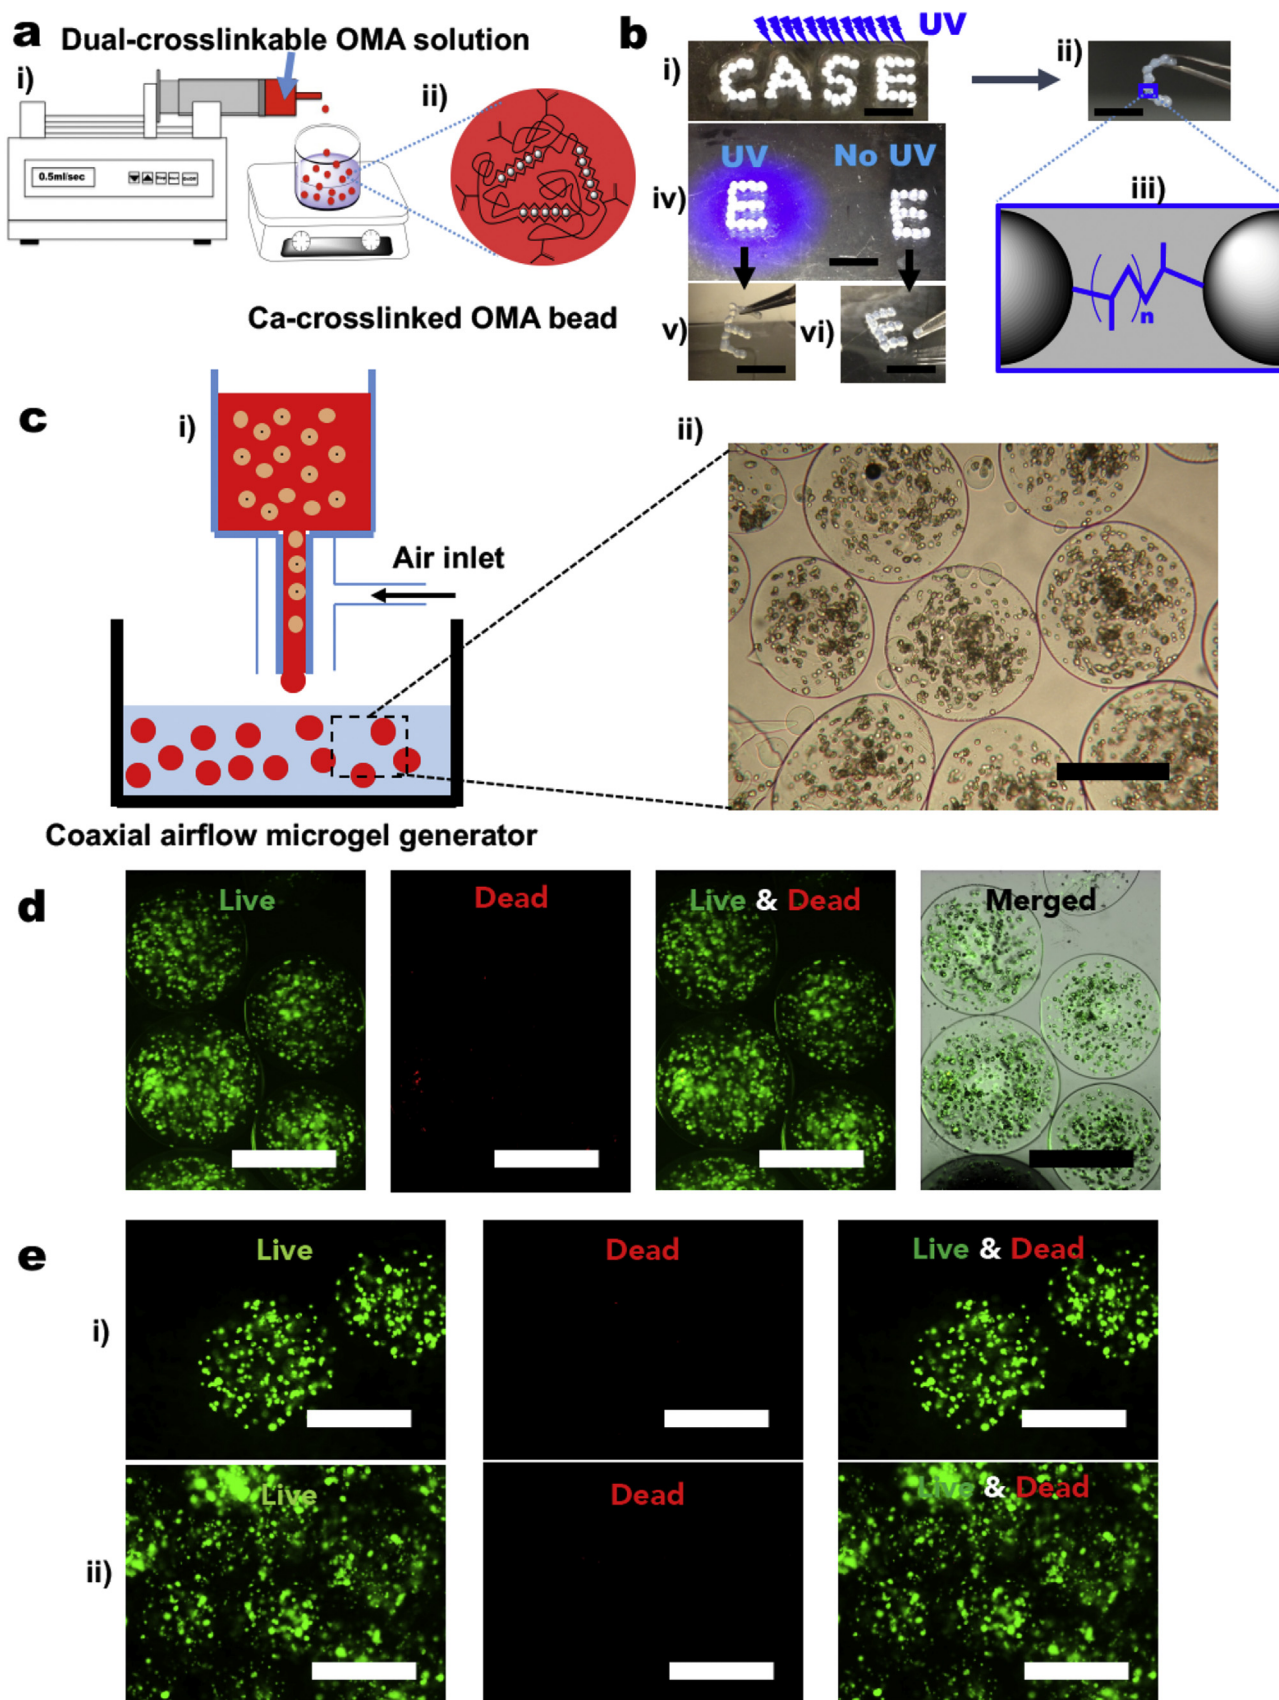 a
Dual-crosslinkable OMA solution
i)
ii)
0.5ml/sec
Ca-crosslinked OMA bead
b
UV
i)
CASE
ii)
UV
No UV
iv)
E
E
iii)
n
v)
vi)
c
i)
Air inlet
ii)
Coaxial airflow microgel generator
d
Live
Dead
Live & Dead
Merged
e
Live
Dead
Live & Dead
i)
Live
Dead
Live & Dead
ii)